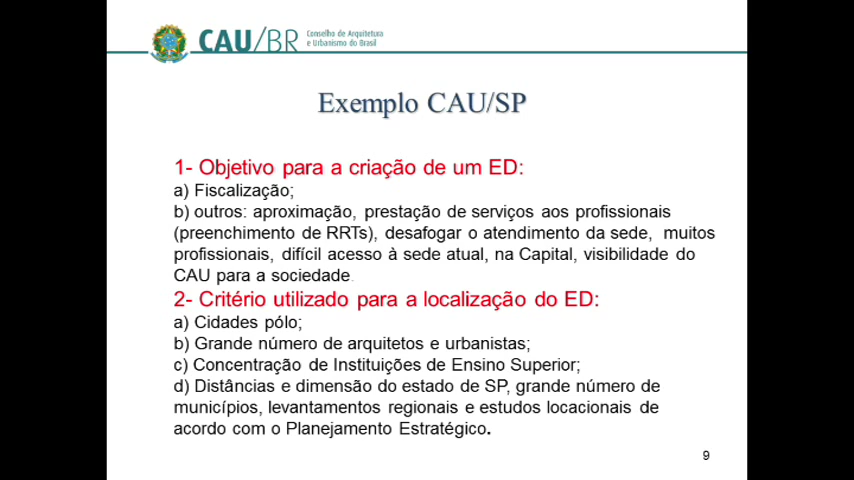 CAU/BR
Conselho de Arquitetura
e Urbanismo do Brasil
Exemplo CAU/SP
1- Objetivo para a criação de um ED:
a) Fiscalização;
b) outros: aproximação, prestação de serviços aos profissionais
(preenchimento de RRTs), desafogar o atendimento da sede, muitos
profissionais, difícil acesso à sede atual, na Capital, visibilidade do
CAU para a sociedade.
2- Critério utilizado para a localização do ED:
a) Cidades pólo;
b) Grande número de arquitetos e urbanistas;
c) Concentração de Instituições de Ensino Superior;
d) Distâncias e dimensão do estado de SP, grande número de
municípios, levantamentos regionais e estudos locacionais de
acordo com o Planejamento Estratégico.
9